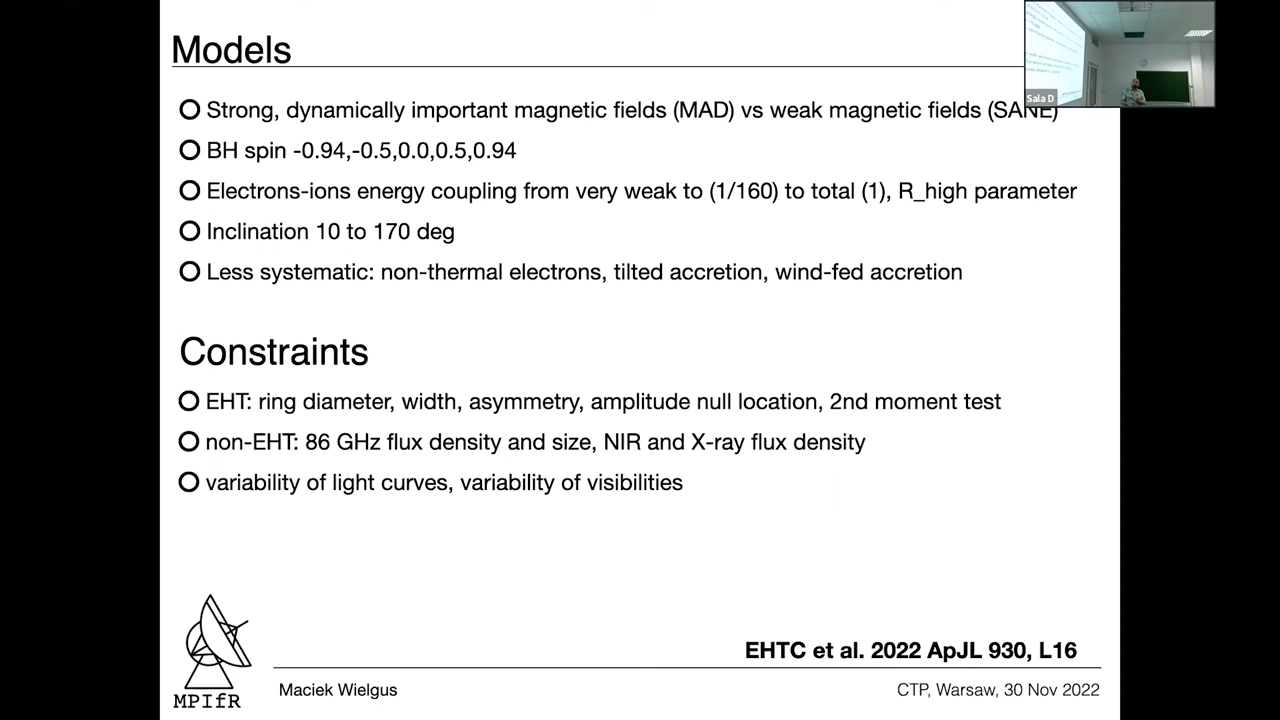 Models
Strong, dynamically important magnetic fields (MAD) vs weak magnetic fields (SANE)
BH spin -0.94,-0.5,0.0,0.5,0.94
Electrons-ions energy coupling from very weak to (1/160) to total (1), R_high parameter
Inclination 10 to 170 deg
Less systematic: non-thermal electrons, tilted accretion, wind-fed accretion
Constraints
EHT: ring diameter, width, asymmetry, amplitude null location, 2nd moment test
non-EHT: 86 GHz flux density and size, NIR and X-ray flux density
variability of light curves, variability of visibilities
EHTC et al. 2022 ApJL 930, L16
MPIfR
Maciek Wielgus
CTP, Warsaw, 30 Nov 2022
Sala D